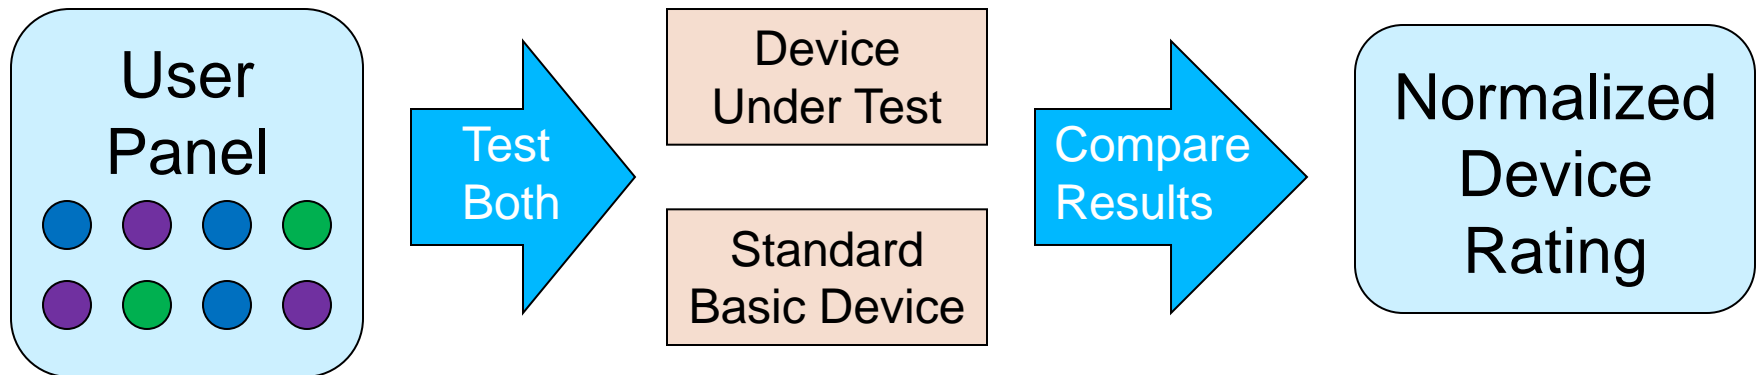 User
Panel
Test
Both
Device
Under Test
Standard
Basic Device
Compare
Results
Normalized
Device
Rating